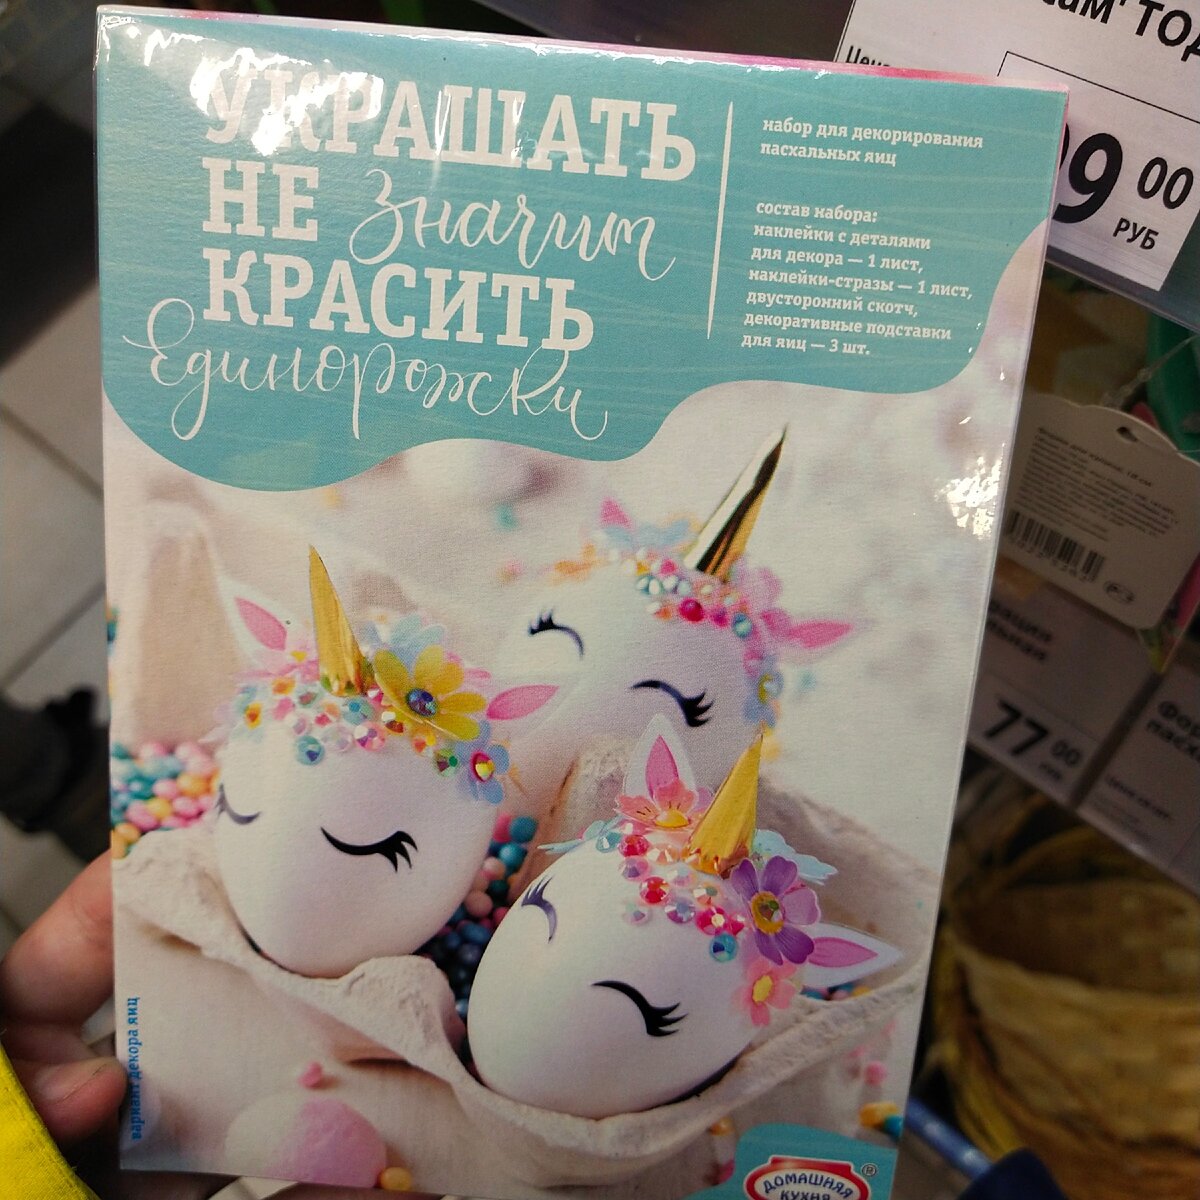 УКРАШАТЬ
НЕ значит
КРАСИТЬ
Единорожки
набор для декорирования
пасхальных яиц
состав набора:
наклейки с деталями
для декора — 1 лист,
наклейки-стразы — 1 лист,
двусторонний скотч,
декоративные подставки
для яиц — 3 шт.
вариант декора яиц
ДОМАШНЯЯ
КУХНЯ
®
9 00
РУБ
77 00